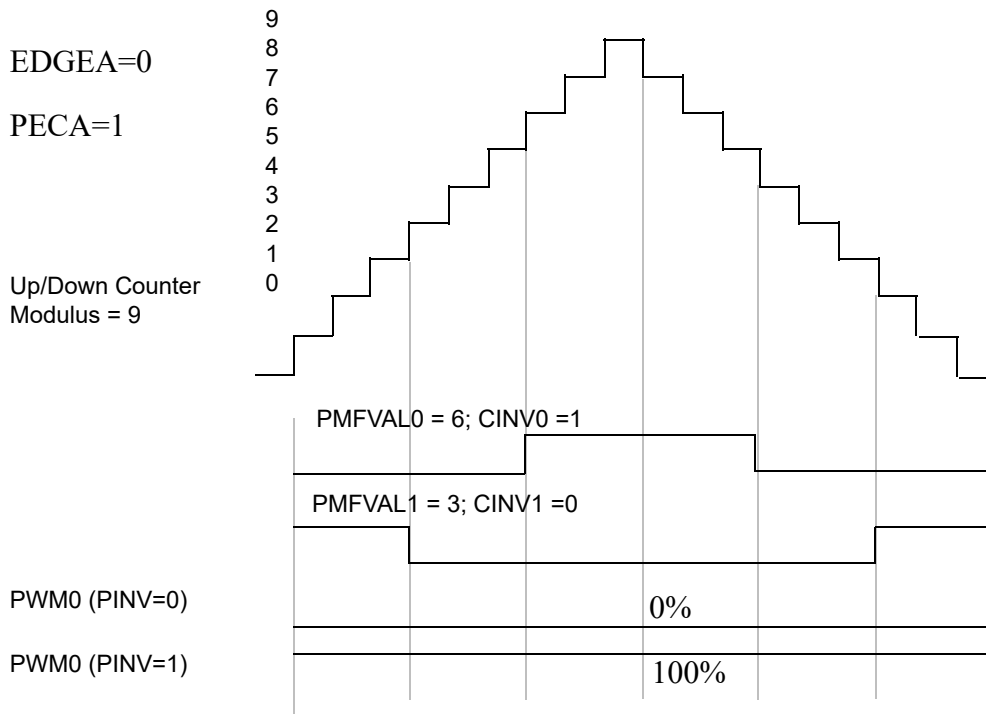 EDGEA=0
PECA=1
9
8
7
6
5
4
3
2
1
0
Up/Down Counter
Modulus = 9
PMFVAL0 = 6; CINV0 =1
PMFVAL1 = 3; CINV1 =0
PWM0 (PINV=0)
0%
PWM0 (PINV=1)
100%